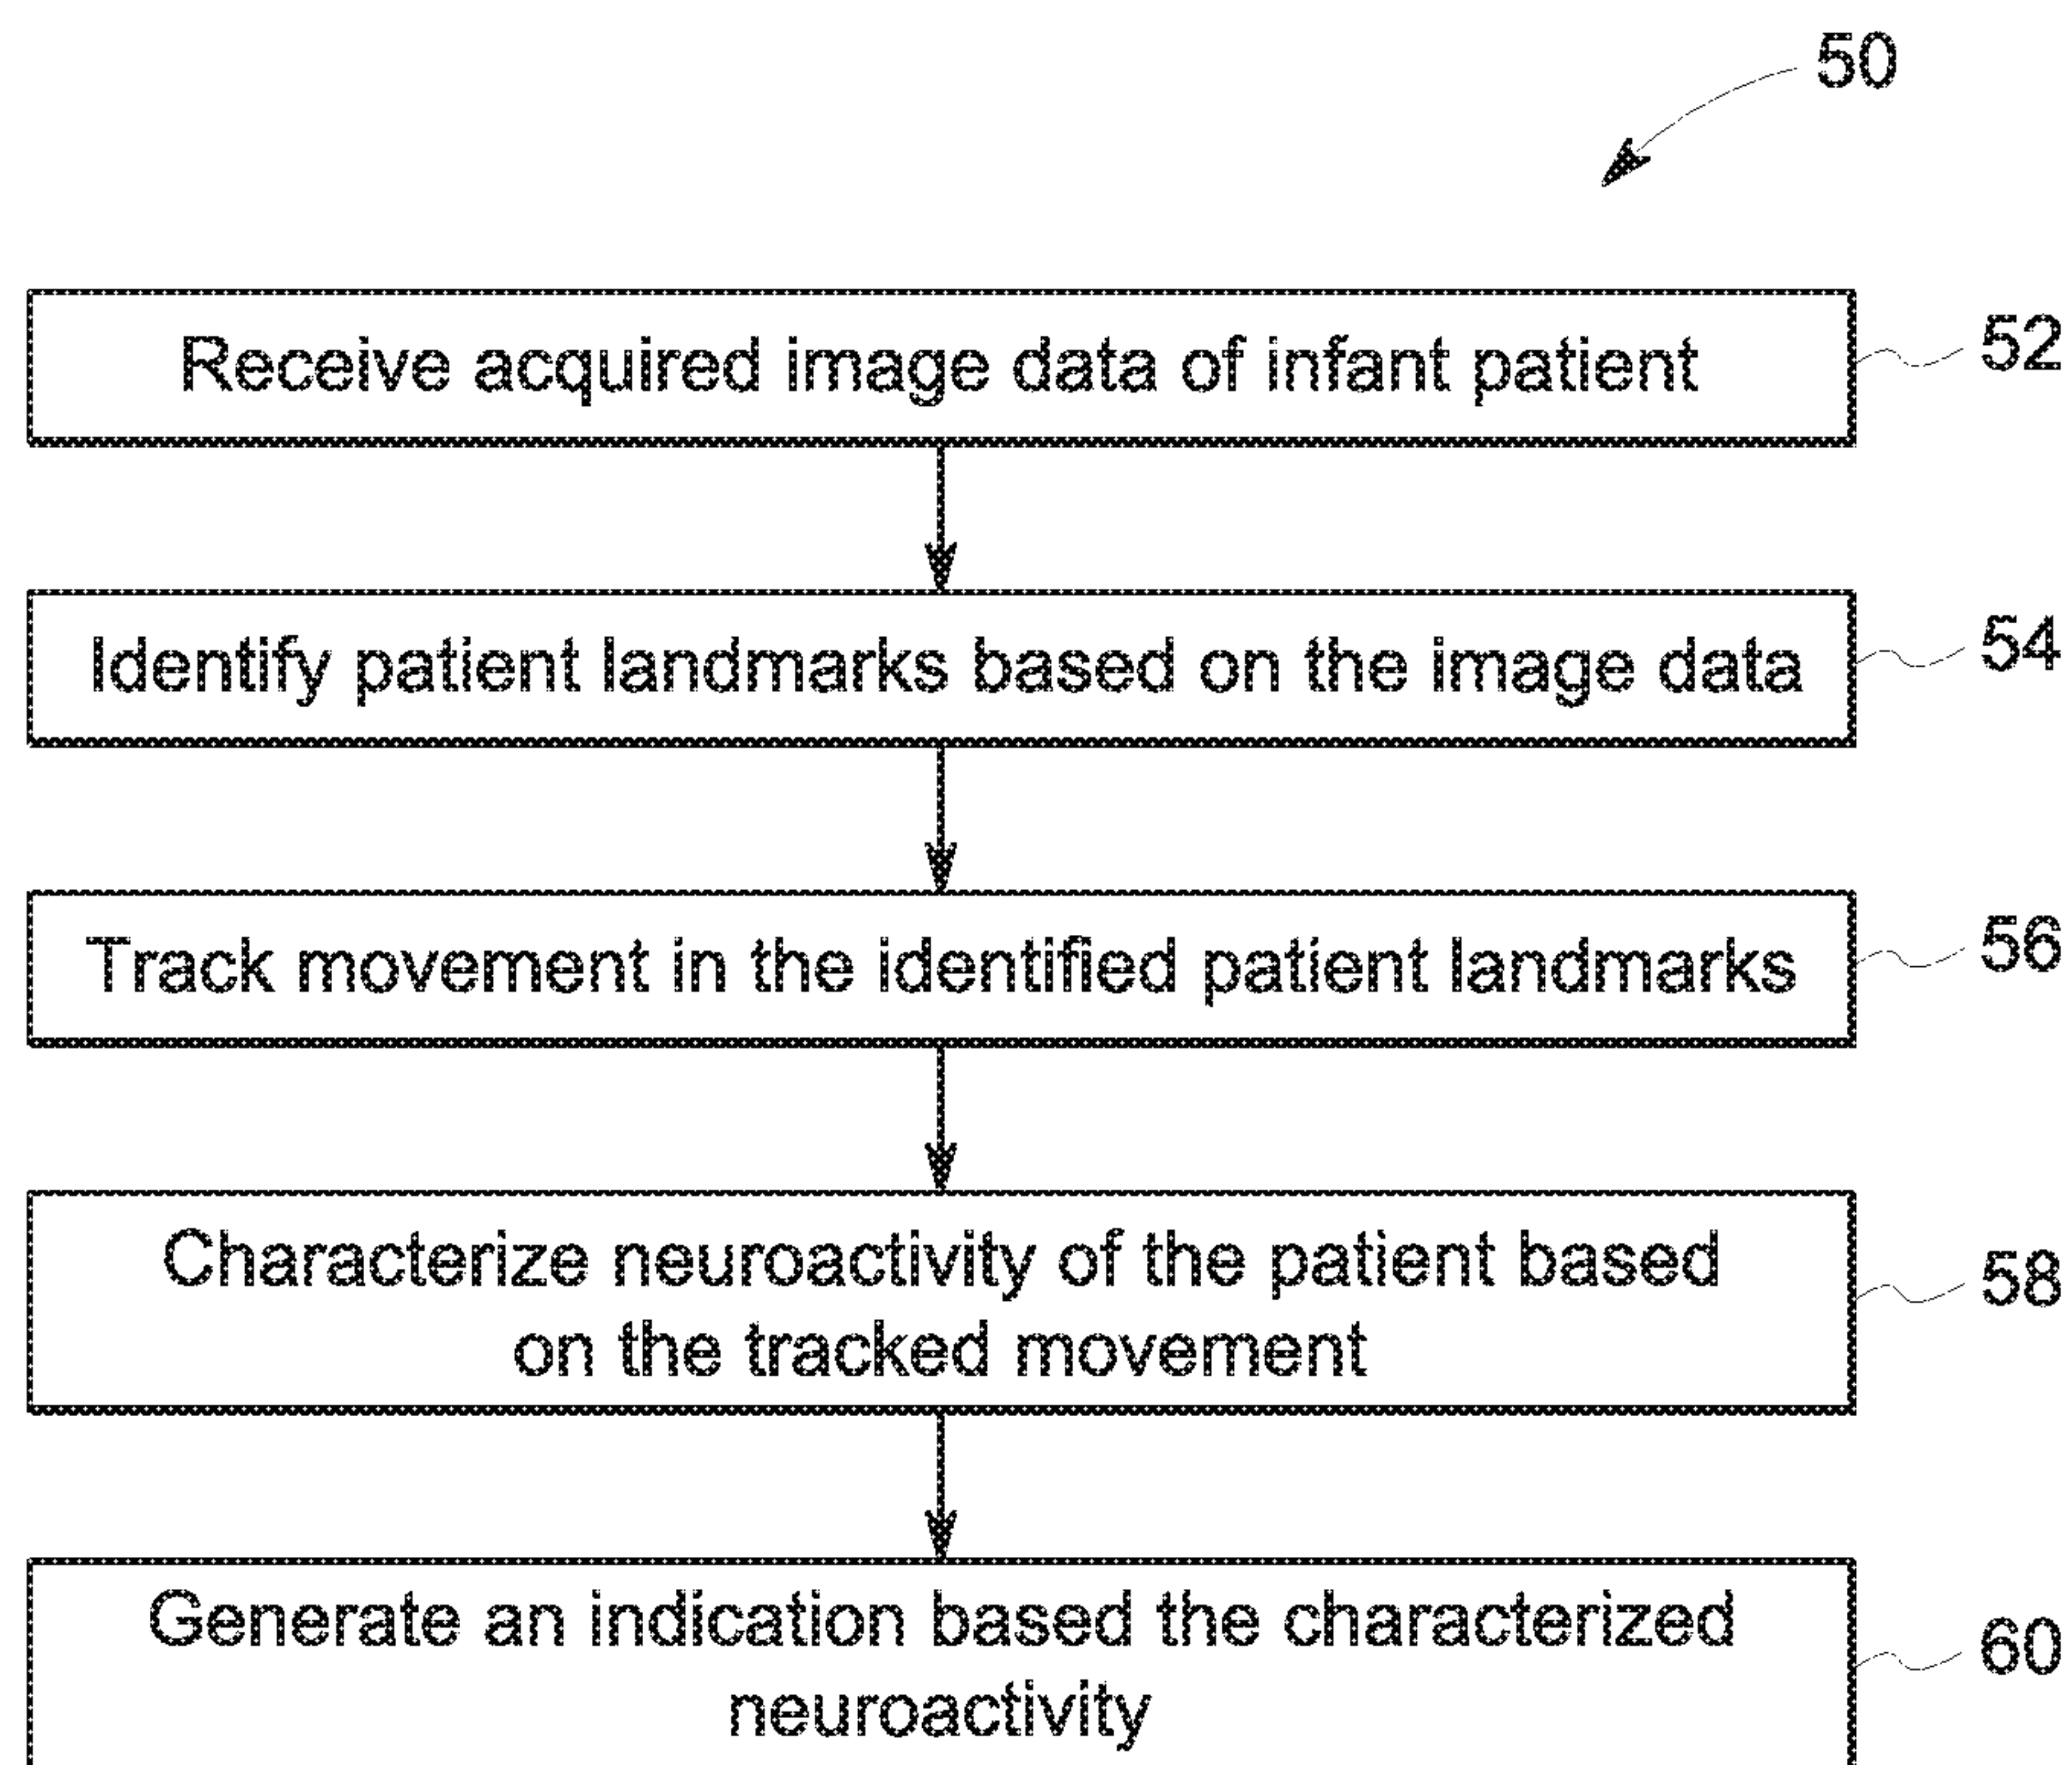 50
Receive acquired image data of infant patient
52
Identify patient landmarks based on the image data
54
Track movement in the identified patient landmarks
56
Characterize neuroactivity of the patient based
on the tracked movement
58
Generate an indication based the characterized
neuroactivity
60